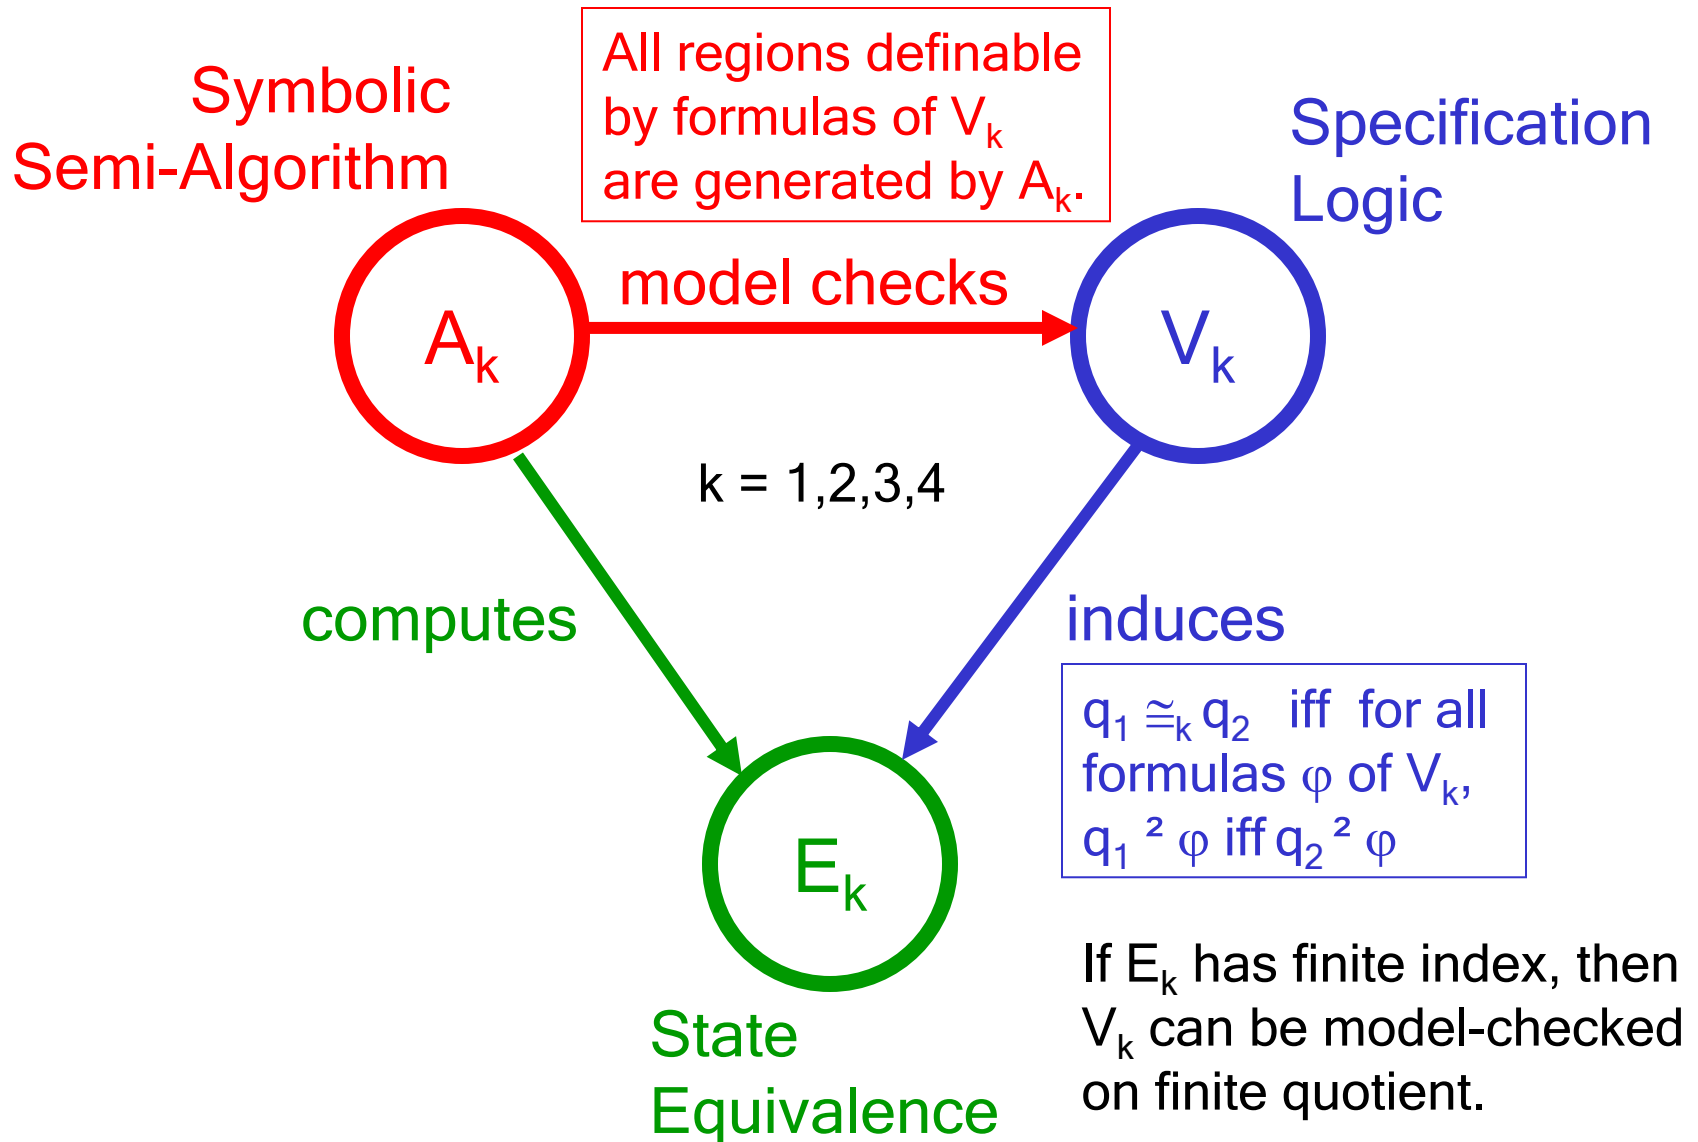 Symbolic
Semi-Algorithm
All regions definable
by formulas of Vₖ
are generated by Aₖ.
Specification
Logic
model checks
Aₖ
Vₖ
k = 1,2,3,4
computes
induces
q₁ ≅ₖ q₂ iff for all
formulas φ of Vₖ,
q₁ ² φ iff q₂ ² φ
Eₖ
State
Equivalence
If Eₖ has finite index, then
Vₖ can be model-checked
on finite quotient.